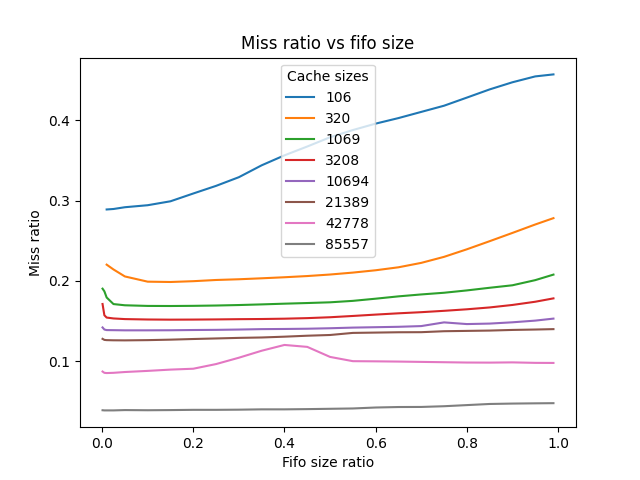 Miss ratio vs fifo size
Cache sizes
106
320
1069
3208
10694
21389
42778
85557
Miss ratio
0.4
0.3
0.2
0.1
0.0 0.2 0.4 0.6 0.8 1.0
Fifo size ratio